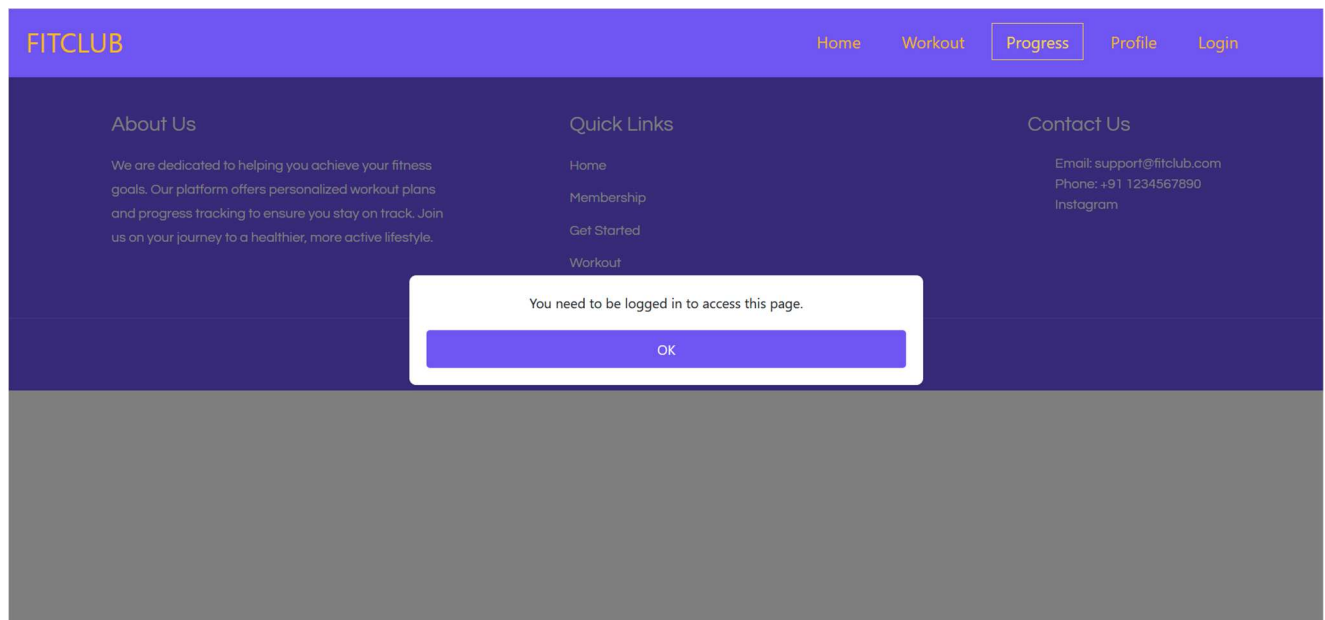 FITCLUB
Home
Workout
Progress
Profile
Login
About Us
We are dedicated to helping you achieve your fitness
goals. Our platform offers personalized workout plans
and progress tracking to ensure you stay on track. Join
us on your journey to a healthier, more active lifestyle.
Quick Links
Home
Membership
Get Started
Workout
Contact Us
Email: support@fitclub.com
Phone: +91 1234567890
Instagram
You need to be logged in to access this page.
OK